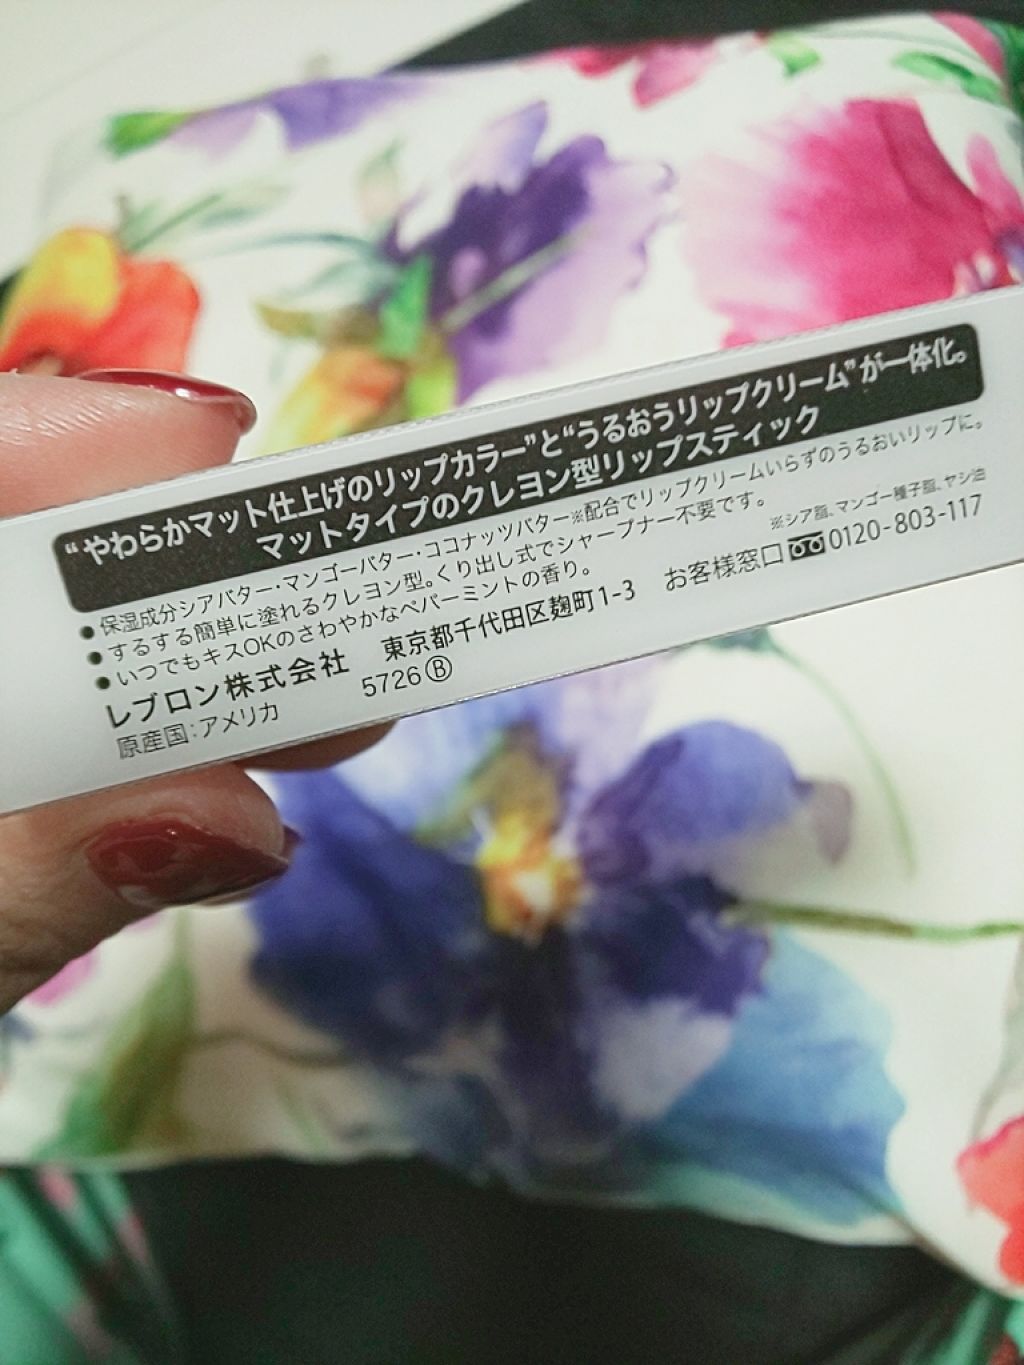 “やわらかマット仕上げのリップカラー”と“うるおうリップクリーム”が一体化。
マットタイプのクレヨン型リップスティック
● 保湿成分シアバター・マンゴーバター・ココナッツバター※配合でリップクリームいらずのうるおいリップに。
● するする簡単に塗れるクレヨン型。くり出し式でシャープナー不要です。
※シア脂、マンゴー種子脂、ヤシ油
● いつでもキスOKのさわやかなペパーミントの香り。
レブロン株式会社 東京都千代田区麹町1-3 お客様窓口 0120-803-117
原産国：アメリカ 5726 Ⓑ